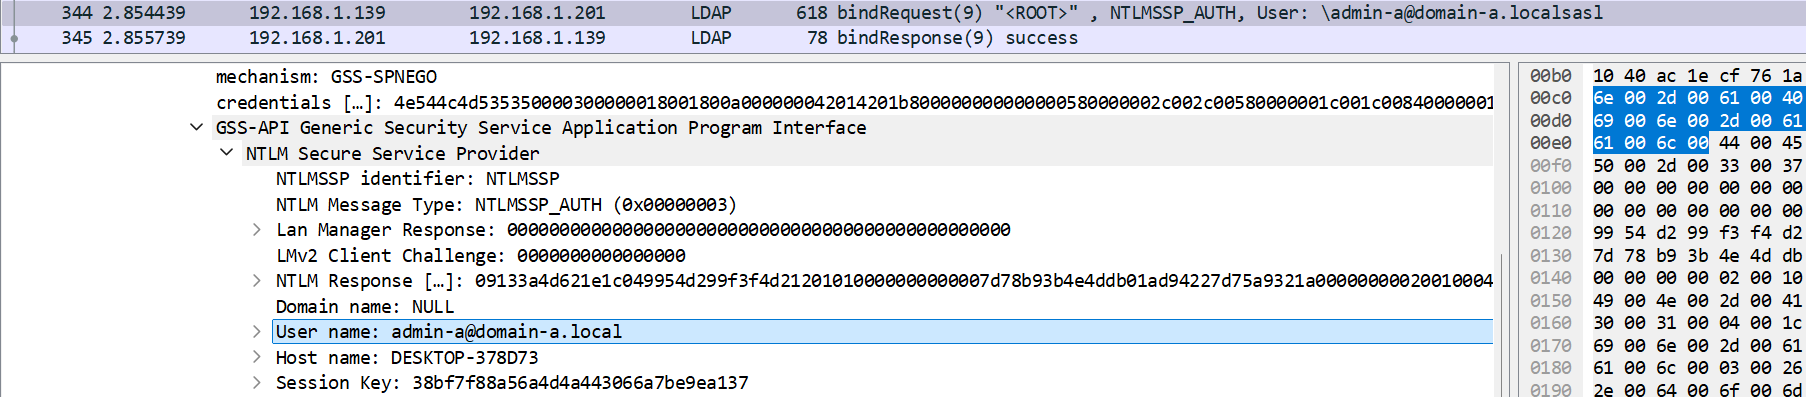 344 2.854439 192.168.1.139 192.168.1.201 LDAP 618 bindRequest(9) "<ROOT>" , NTLMSSP_AUTH, User: \admin-a@domain-a.localsasl
345 2.855739 192.168.1.201 192.168.1.139 LDAP 78 bindResponse(9) success
mechanism: GSS-SPNEGO
credentials […]: 4e544c4d5353500003000000018001800a000000042014201b8000000000000000580000002c002c00580000001c001c00840000001
GSS-API Generic Security Service Application Program Interface
NTLM Secure Service Provider
NTLMSSP identifier: NTLMSSP
NTLM Message Type: NTLMSSP_AUTH (0x00000003)
Lan Manager Response: 000000000000000000000000000000000000000000000000
LMv2 Client Challenge: 0000000000000000
NTLM Response […]: 09133a4d621e1c049954d299f3f4d21201010000000000007d78b93b4e4ddb01ad94227d75a9321a00000000020010004
Domain name: NULL
User name: admin-a@domain-a.local
Host name: DESKTOP-378D73
Session Key: 38bf7f88a56a4d4a443066a7be9ea137
00b0 10 40 ac 1e cf 76 1a
00c0 6e 00 2d 00 61 00 40
00d0 69 00 6e 00 2d 00 61
00e0 61 00 6c 00 44 00 45
00f0 50 00 2d 00 33 00 37
0100 00 00 00 00 00 00 00
0110 00 00 00 00 00 00 00
0120 99 54 d2 99 f3 f4 d2
0130 7d 78 b9 3b 4e 4d db
0140 00 00 00 00 02 00 10
0150 49 00 4e 00 2d 00 41
0160 30 00 31 00 04 00 1c
0170 69 00 6e 00 2d 00 61
0180 61 00 6c 00 03 00 26
0190 2e 00 64 00 6f 00 6d